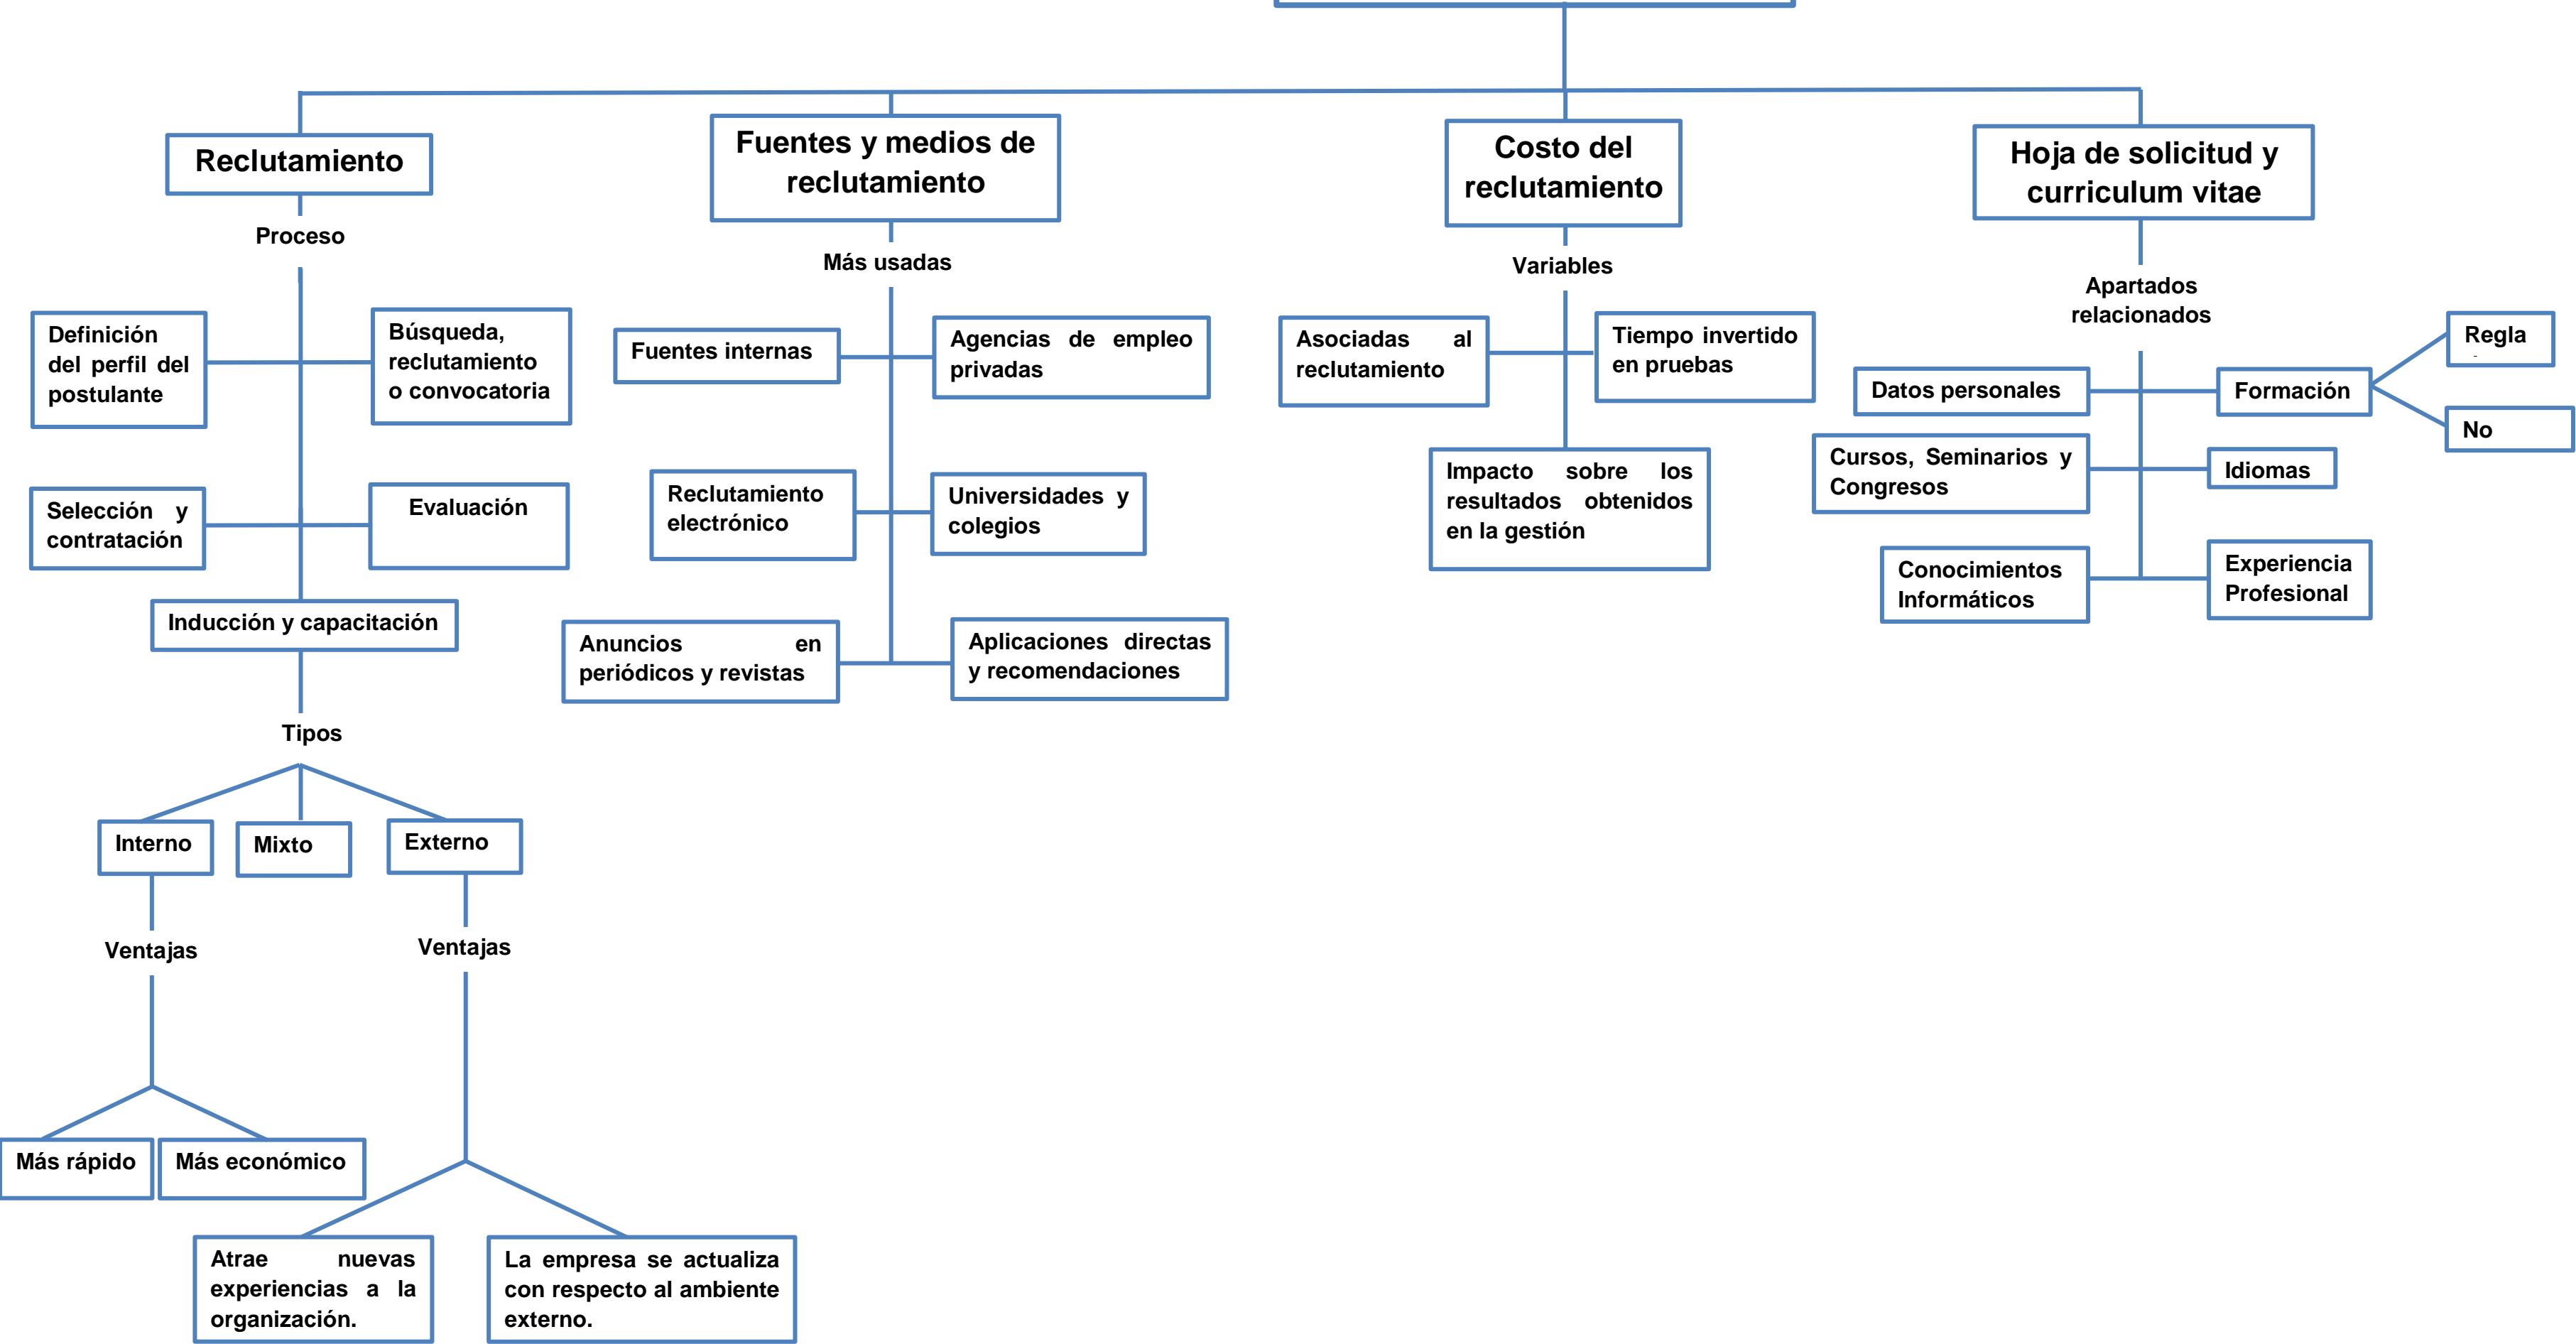 Reclutamiento
Proceso
Definición
del perfil del
postulante
Búsqueda,
reclutamiento
o convocatoria
Selección y
contratación
Evaluación
Inducción y capacitación
Tipos
Interno
Mixto
Externo
Ventajas
Ventajas
Más rápido
Más económico
Atrae nuevas
experiencias a la
organización.
La empresa se actualiza
con respecto al ambiente
externo.
Fuentes y medios de
reclutamiento
Más usadas
Fuentes internas
Agencias de empleo
privadas
Reclutamiento
electrónico
Universidades y
colegios
Anuncios en
periódicos y revistas
Aplicaciones directas
y recomendaciones
Costo del
reclutamiento
Variables
Asociadas al
reclutamiento
Tiempo invertido
en pruebas
Impacto sobre los
resultados obtenidos
en la gestión
Hoja de solicitud y
curriculum vitae
Apartados
relacionados
Datos personales
Formación
Regla
No
Cursos, Seminarios y
Congresos
Idiomas
Conocimientos
Informáticos
Experiencia
Profesional